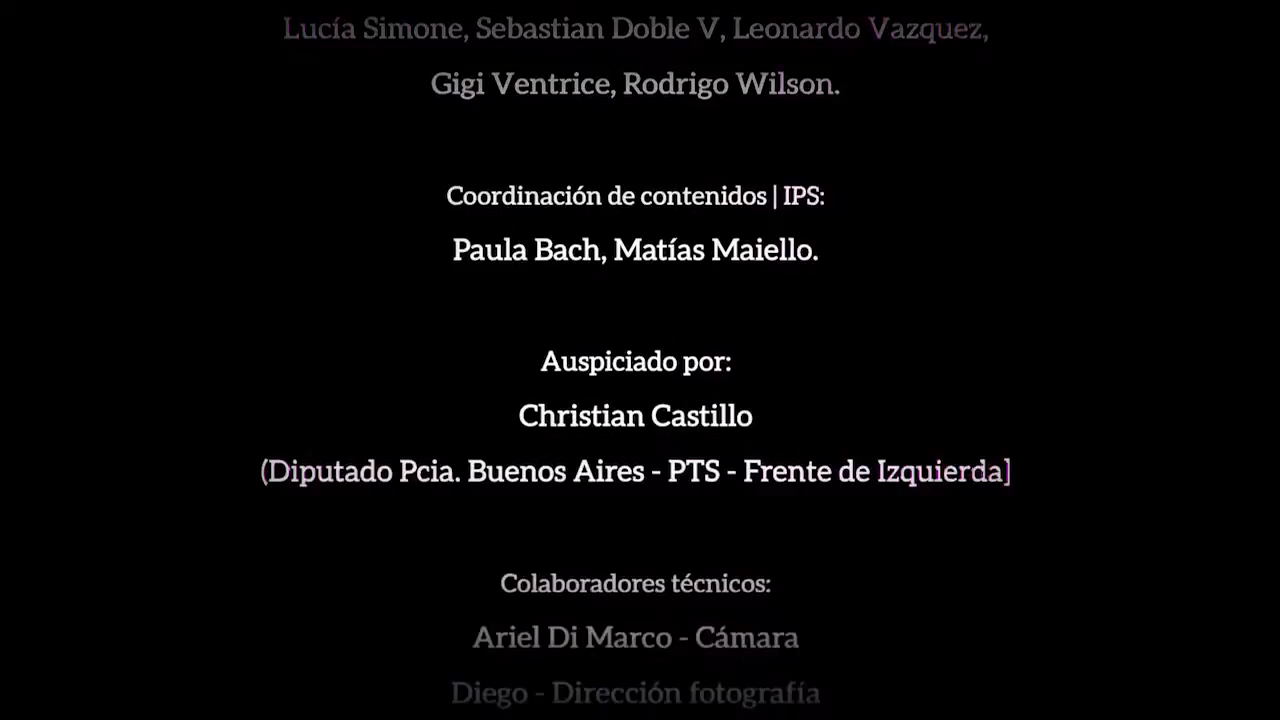 Lucía Simone, Sebastian Doble V, Leonardo Vazquez,
Gigi Ventrice, Rodrigo Wilson.
Coordinación de contenidos | IPS:
Paula Bach, Matías Maiello.
Auspiciado por:
Christian Castillo
(Diputado Pcia. Buenos Aires - PTS - Frente de Izquierda]
Colaboradores técnicos:
Ariel Di Marco - Cámara
Diego - Dirección fotografía